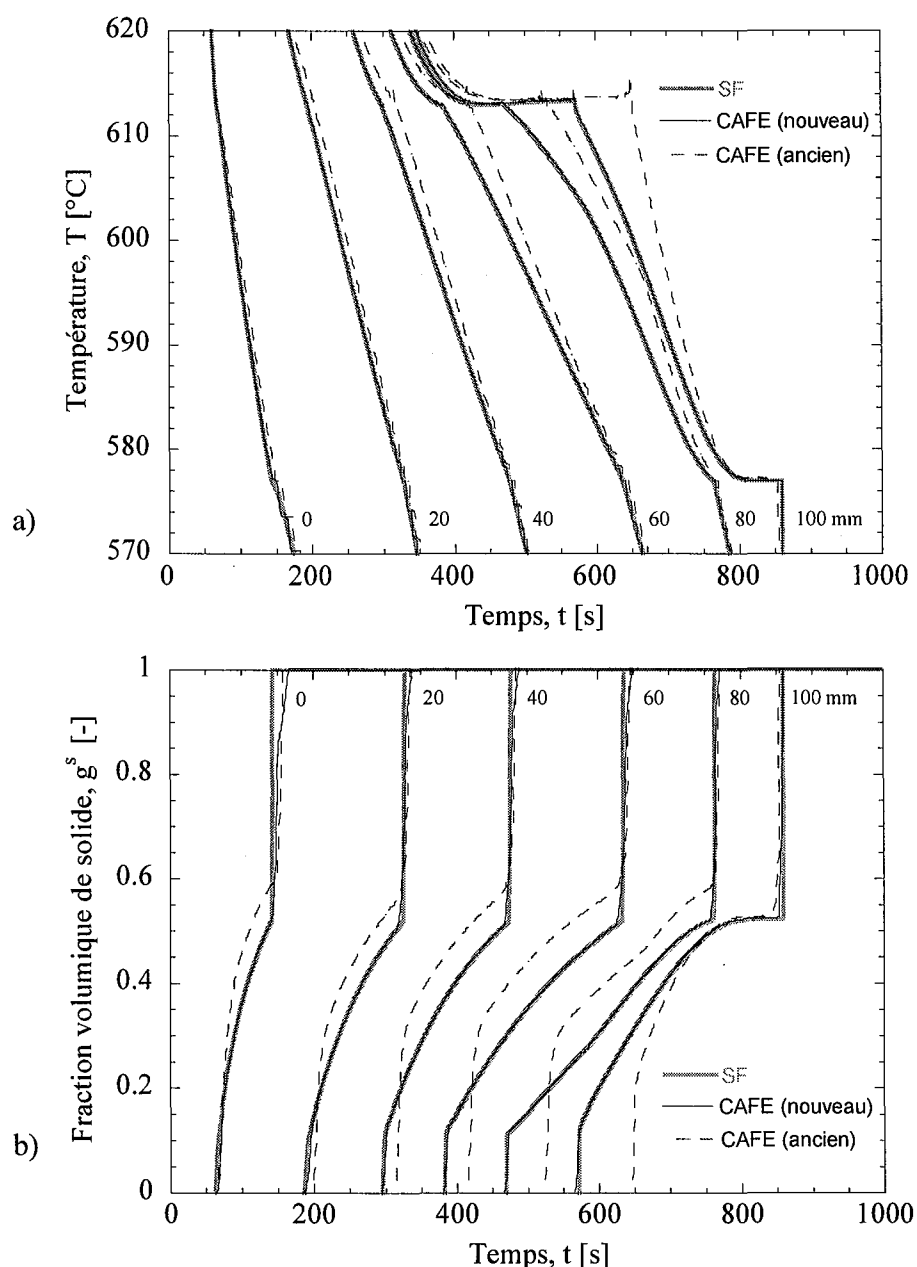 620
610
600
590
580
570
Température, T [°C]
SF
CAFE (nouveau)
CAFE (ancien)
0
20
40
60
80
100 mm
a)
0
200
400
600
800
1000
Temps, t [s]
1
0.8
0.6
0.4
0.2
0
Fraction volumique de solide, g^s [-]
0
20
40
60
80
100 mm
SF
CAFE (nouveau)
CAFE (ancien)
b)
0
200
400
600
800
1000
Temps, t [s]